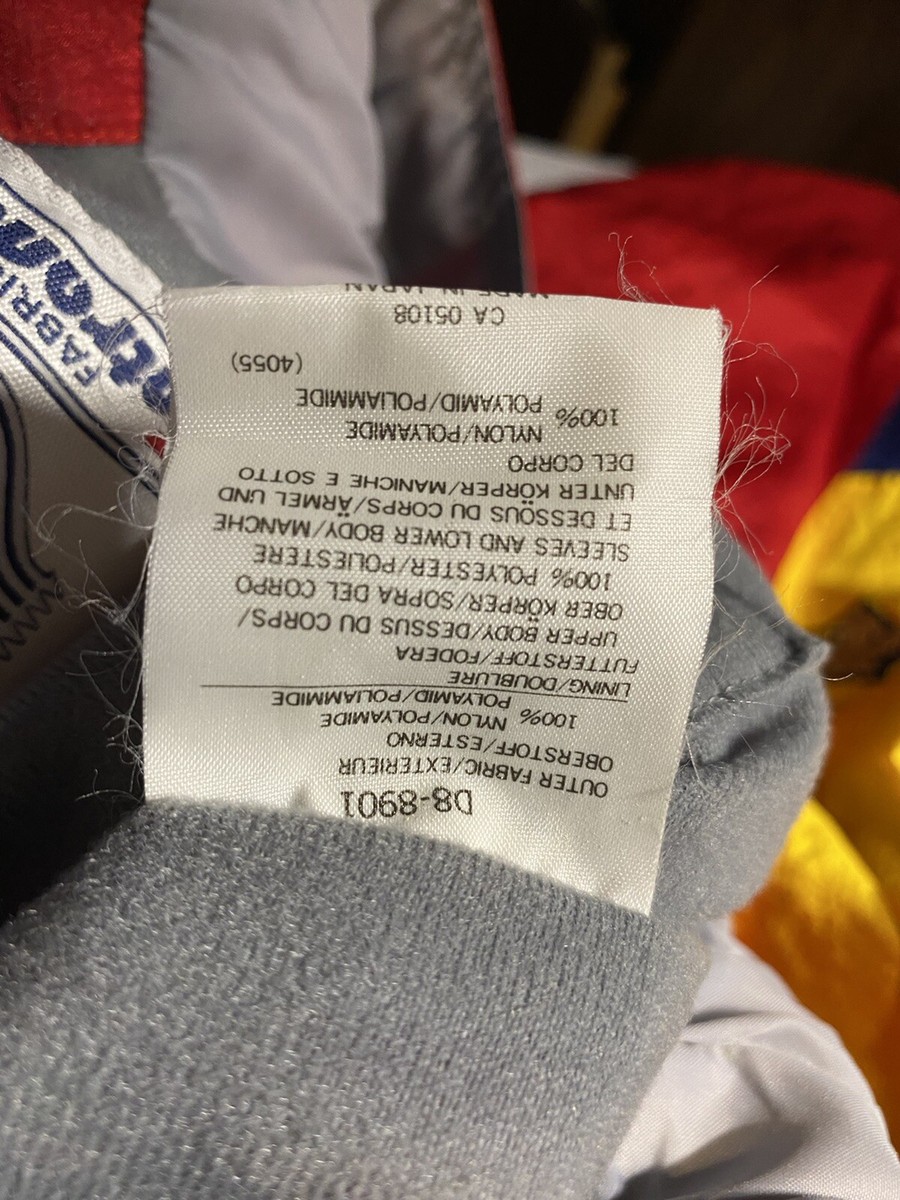 D8-8901
OUTER FABRIC/EXTERIEUR
OBERSTOFF/ESTERNO
100% NYLON/POLYAMIDE
POLYAMID/POLIAMMIDE
LINING/DOUBLURE
FUTTERSTOFF/FODERA
UPPER BODY/DESSUS DU CORPS/
OBER KÖRPER/SOPRA DEL CORPO
100% POLYESTER/POLIESTERE
SLEEVES AND LOWER BODY/MANCHE
ET DESSÖUS DU CORPS/ÄRMEL UND
UNTER KÖRPER/MANICHE E SOTTO
DEL CORPO
100% NYLON/POLYAMIDE
POLYAMID/POLIAMMIDE
(4055)
CA 05108
MADE IN JAPAN
FABRI